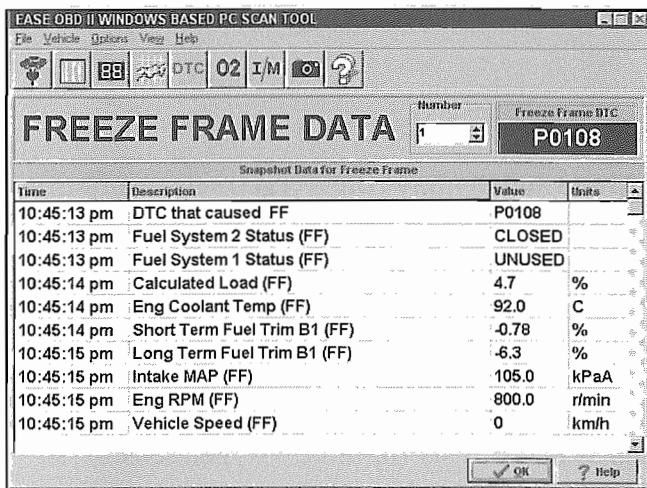 EASE OBD II WINDOWS BASED PC SCAN TOOL
File Vehicle Options View Help
88 DTC O2 I/M ?
FREEZE FRAME DATA
Number
1
Freeze Frame DTC
P0108
Snapshot Data for Freeze Frame
Time Description Value Units
10:45:13 pm DTC that caused FF P0108
10:45:13 pm Fuel System 2 Status (FF) CLOSED
10:45:13 pm Fuel System 1 Status (FF) UNUSED
10:45:14 pm Calculated Load (FF) 4.7 %
10:45:14 pm Eng Coolant Temp (FF) 92.0 C
10:45:14 pm Short Term Fuel Trim B1 (FF) -0.78 %
10:45:15 pm Long Term Fuel Trim B1 (FF) -6.3 %
10:45:15 pm Intake MAP (FF) 105.0 kPaA
10:45:15 pm Eng RPM (FF) 800.0 r/min
10:45:15 pm Vehicle Speed (FF) 0 km/h
OK ? Help